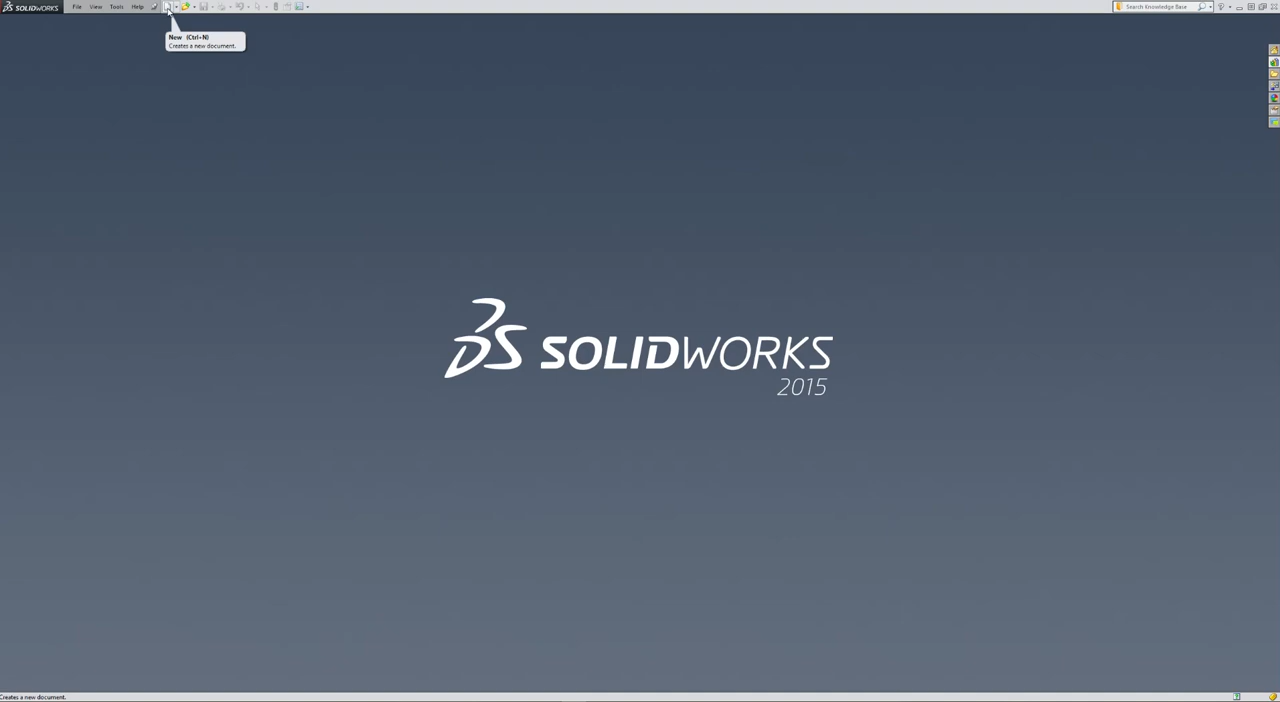 SOLIDWORKS File View Tools Help Search Knowledge Base
New (Ctrl+N)
Creates a new document.
SOLIDWORKS
2015
Creates a new document.